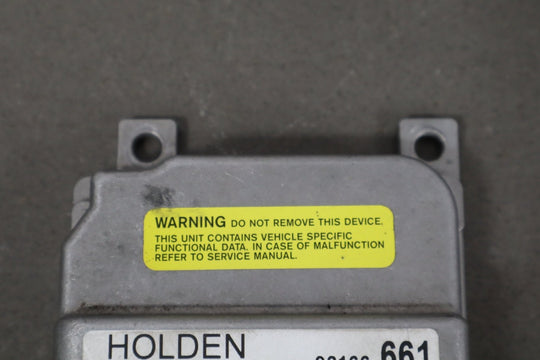 WARNING DO NOT REMOVE THIS DEVICE.
THIS UNIT CONTAINS VEHICLE SPECIFIC
FUNCTIONAL DATA. IN CASE OF MALFUNCTION
REFER TO SERVICE MANUAL.
HOLDEN 661